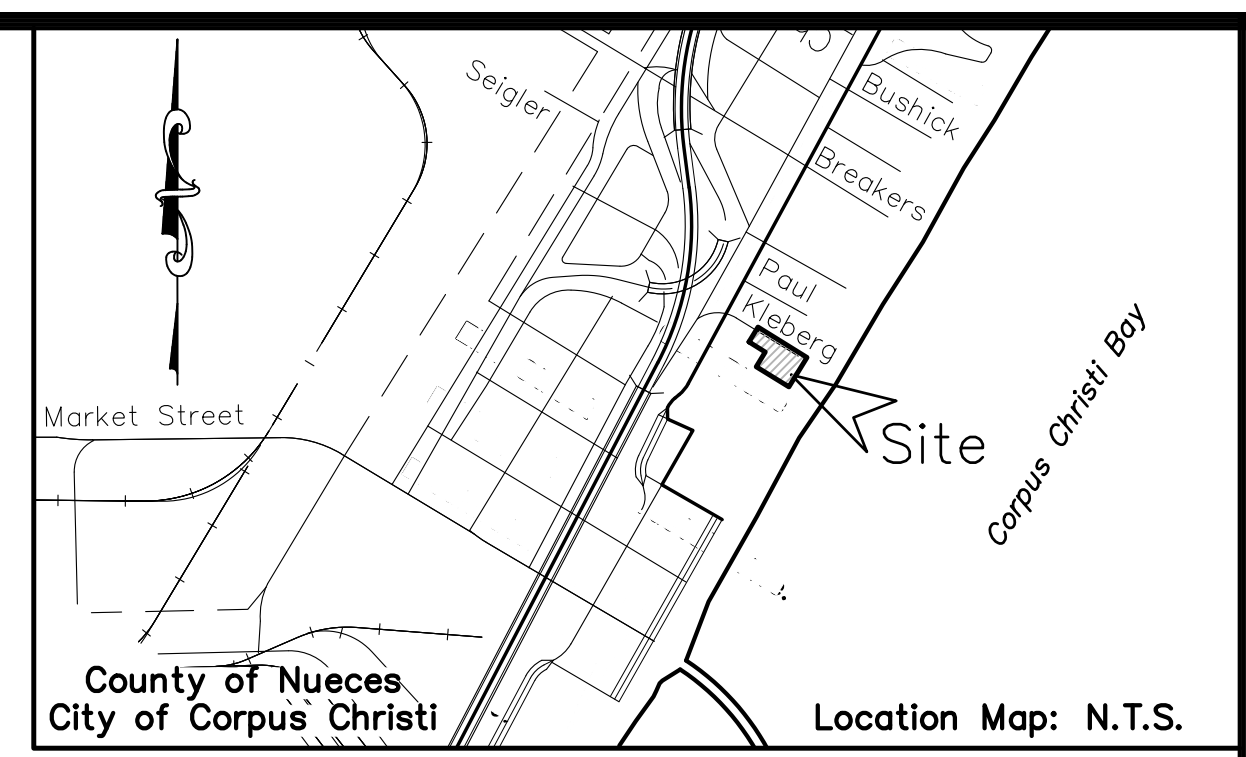 Seigler
Bushick
Breakers
Paul
Kleberg
Market Street
Site
Corpus Christi Bay
County of Nueces
City of Corpus Christi
Location Map: N.T.S.